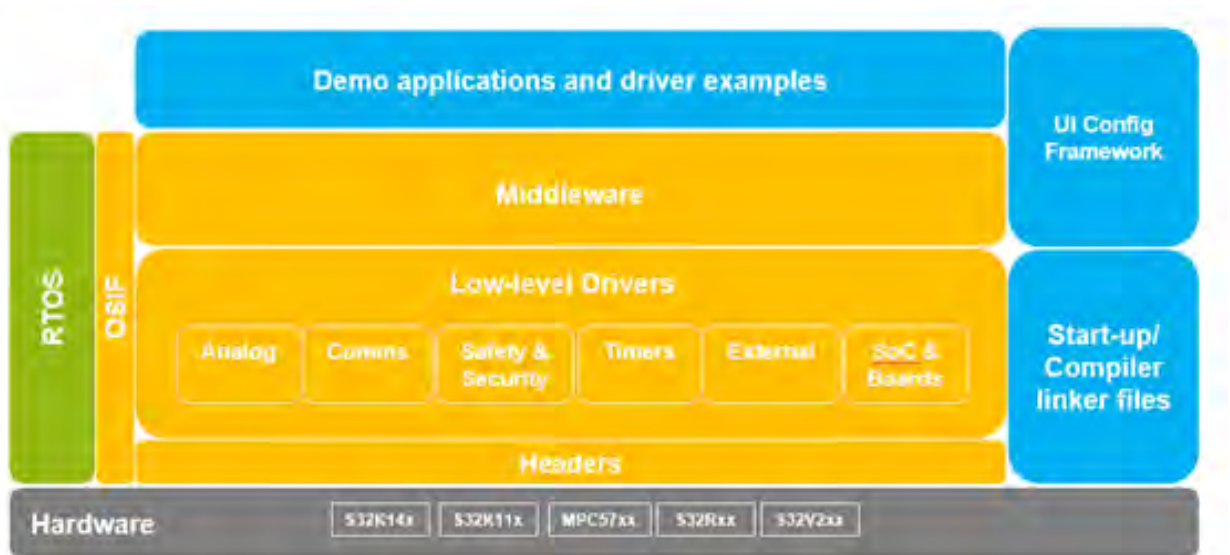 Demo applications and driver examples
UI Config
Framework
Middleware
RTOS
OSIF
Low-level Drivers
Analog
Comms
Safety &
Security
Timers
External
SoC &
Boards
Start-up/
Compiler
linker files
Headers
Hardware
S32K14x
S32K11x
MPC57xx
S32Rxx
S32V2xx